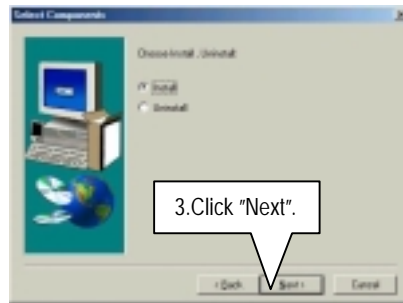 Select Components
Choose Install , Uninstall
Install
Uninstall
3.Click "Next".
< Back Next > Cancel